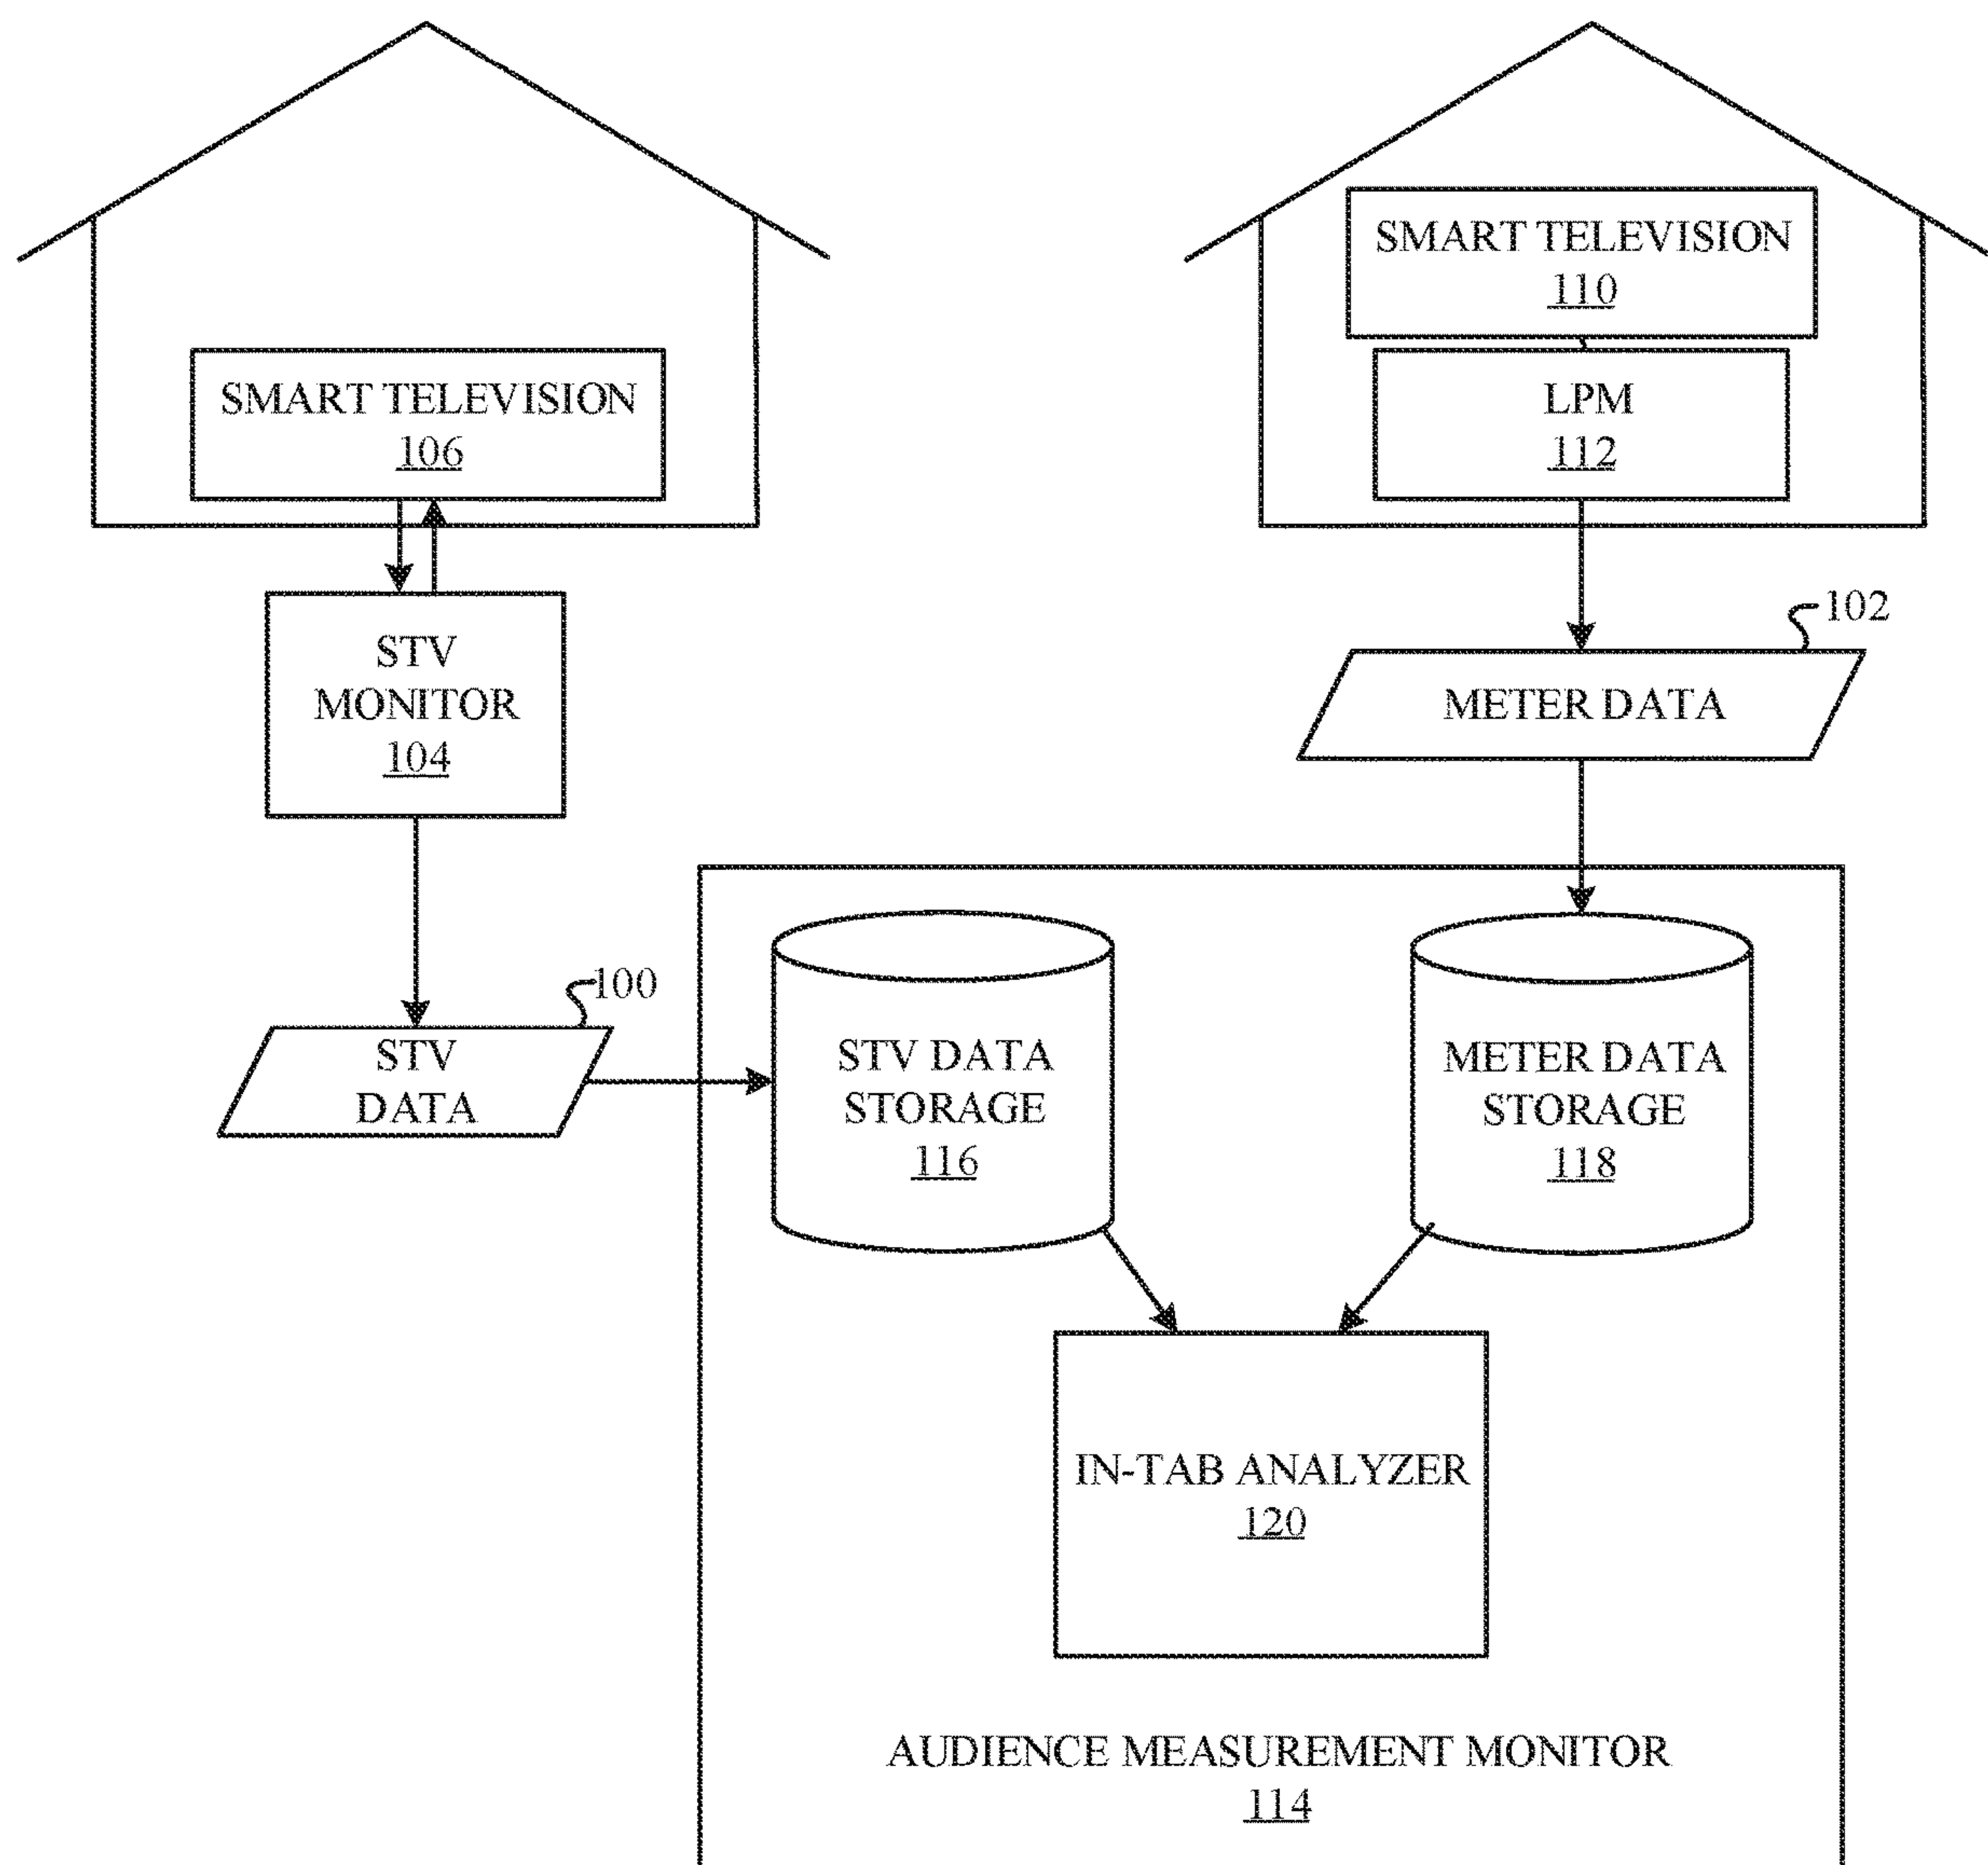 SMART TELEVISION
106
SMART TELEVISION
110
LPM
112
STV
MONITOR
104
102
METER DATA
100
STV
DATA
STV DATA
STORAGE
116
METER DATA
STORAGE
118
IN-TAB ANALYZER
120
AUDIENCE MEASUREMENT MONITOR
114